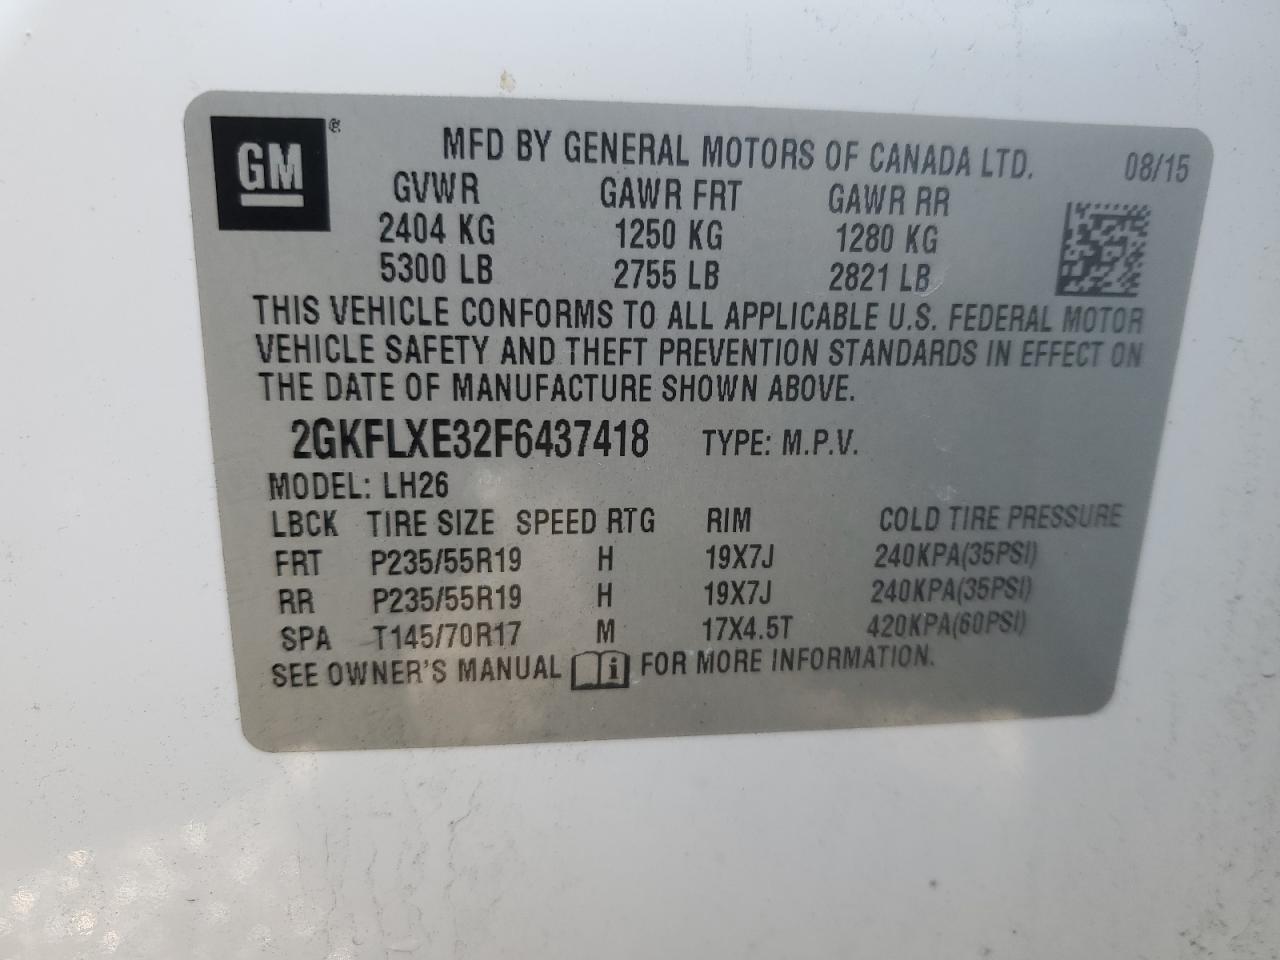 GM®
MFD BY GENERAL MOTORS OF CANADA LTD. 08/15
GVWR GAWR FRT GAWR RR
2404 KG 1250 KG 1280 KG
5300 LB 2755 LB 2821 LB
THIS VEHICLE CONFORMS TO ALL APPLICABLE U.S. FEDERAL MOTOR
VEHICLE SAFETY AND THEFT PREVENTION STANDARDS IN EFFECT ON
THE DATE OF MANUFACTURE SHOWN ABOVE.
2GKFLXE32F6437418 TYPE: M.P.V.
MODEL: LH26
LBCK TIRE SIZE SPEED RTG RIM COLD TIRE PRESSURE
FRT P235/55R19 H 19X7J 240KPA(35PSI)
RR P235/55R19 H 19X7J 240KPA(35PSI)
SPA T145/70R17 M 17X4.5T 420KPA(60PSI)
SEE OWNER'S MANUAL i FOR MORE INFORMATION.